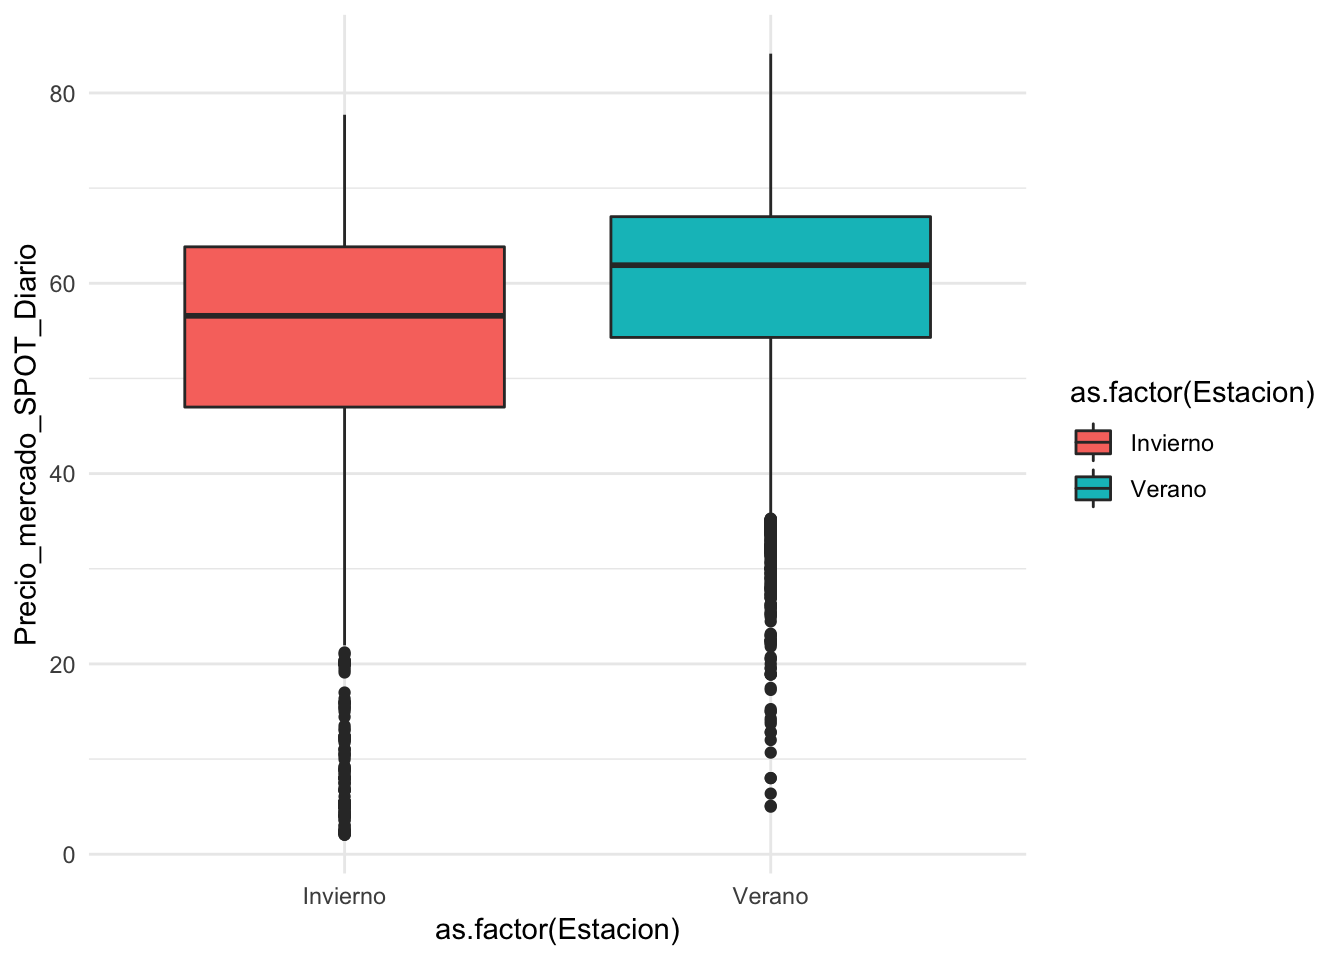 Precio_mercado_SPOT_Diario
80
60
40
20
0
Invierno
Verano
as.factor(Estacion)
as.factor(Estacion)
Invierno
Verano